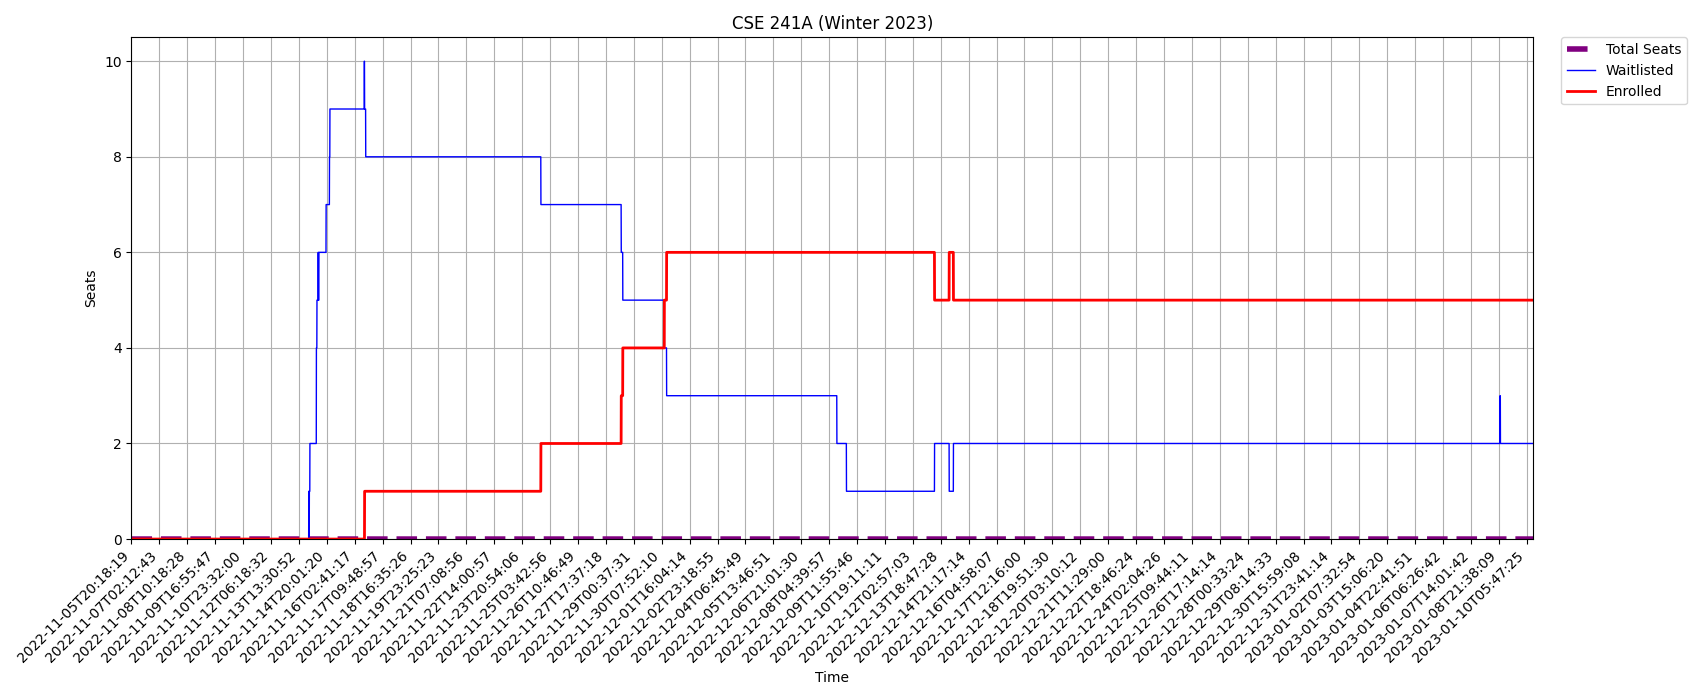 CSE 241A (Winter 2023)
Total Seats
Waitlisted
Enrolled
Seats
10
8
6
4
2
0
2022-11-05T20:18:19
2022-11-07T02:12:43
2022-11-08T10:18:28
2022-11-09T16:55:47
2022-11-10T23:32:00
2022-11-12T06:18:32
2022-11-13T13:30:52
2022-11-14T20:01:20
2022-11-16T02:41:17
2022-11-17T09:48:57
2022-11-18T16:35:26
2022-11-19T23:25:23
2022-11-21T07:08:56
2022-11-22T14:00:57
2022-11-23T20:54:06
2022-11-25T03:42:56
2022-11-26T10:46:49
2022-11-27T17:37:18
2022-11-29T00:37:31
2022-11-30T07:52:10
2022-12-01T16:04:14
2022-12-02T23:18:55
2022-12-04T06:45:49
2022-12-05T13:46:51
2022-12-06T21:01:30
2022-12-08T04:39:57
2022-12-09T11:55:46
2022-12-10T19:11:11
2022-12-12T02:57:03
2022-12-13T18:47:28
2022-12-14T21:17:14
2022-12-16T04:58:07
2022-12-17T12:16:00
2022-12-18T19:51:30
2022-12-20T03:10:12
2022-12-21T11:29:00
2022-12-22T18:46:24
2022-12-24T02:04:26
2022-12-25T09:44:11
2022-12-26T17:14:14
2022-12-28T00:33:24
2022-12-29T08:14:33
2022-12-30T15:59:08
2022-12-31T23:41:14
2023-01-02T07:32:54
2023-01-03T15:06:20
2023-01-04T22:41:51
2023-01-06T06:26:42
2023-01-07T14:01:42
2023-01-08T21:38:09
2023-01-10T05:47:25
Time